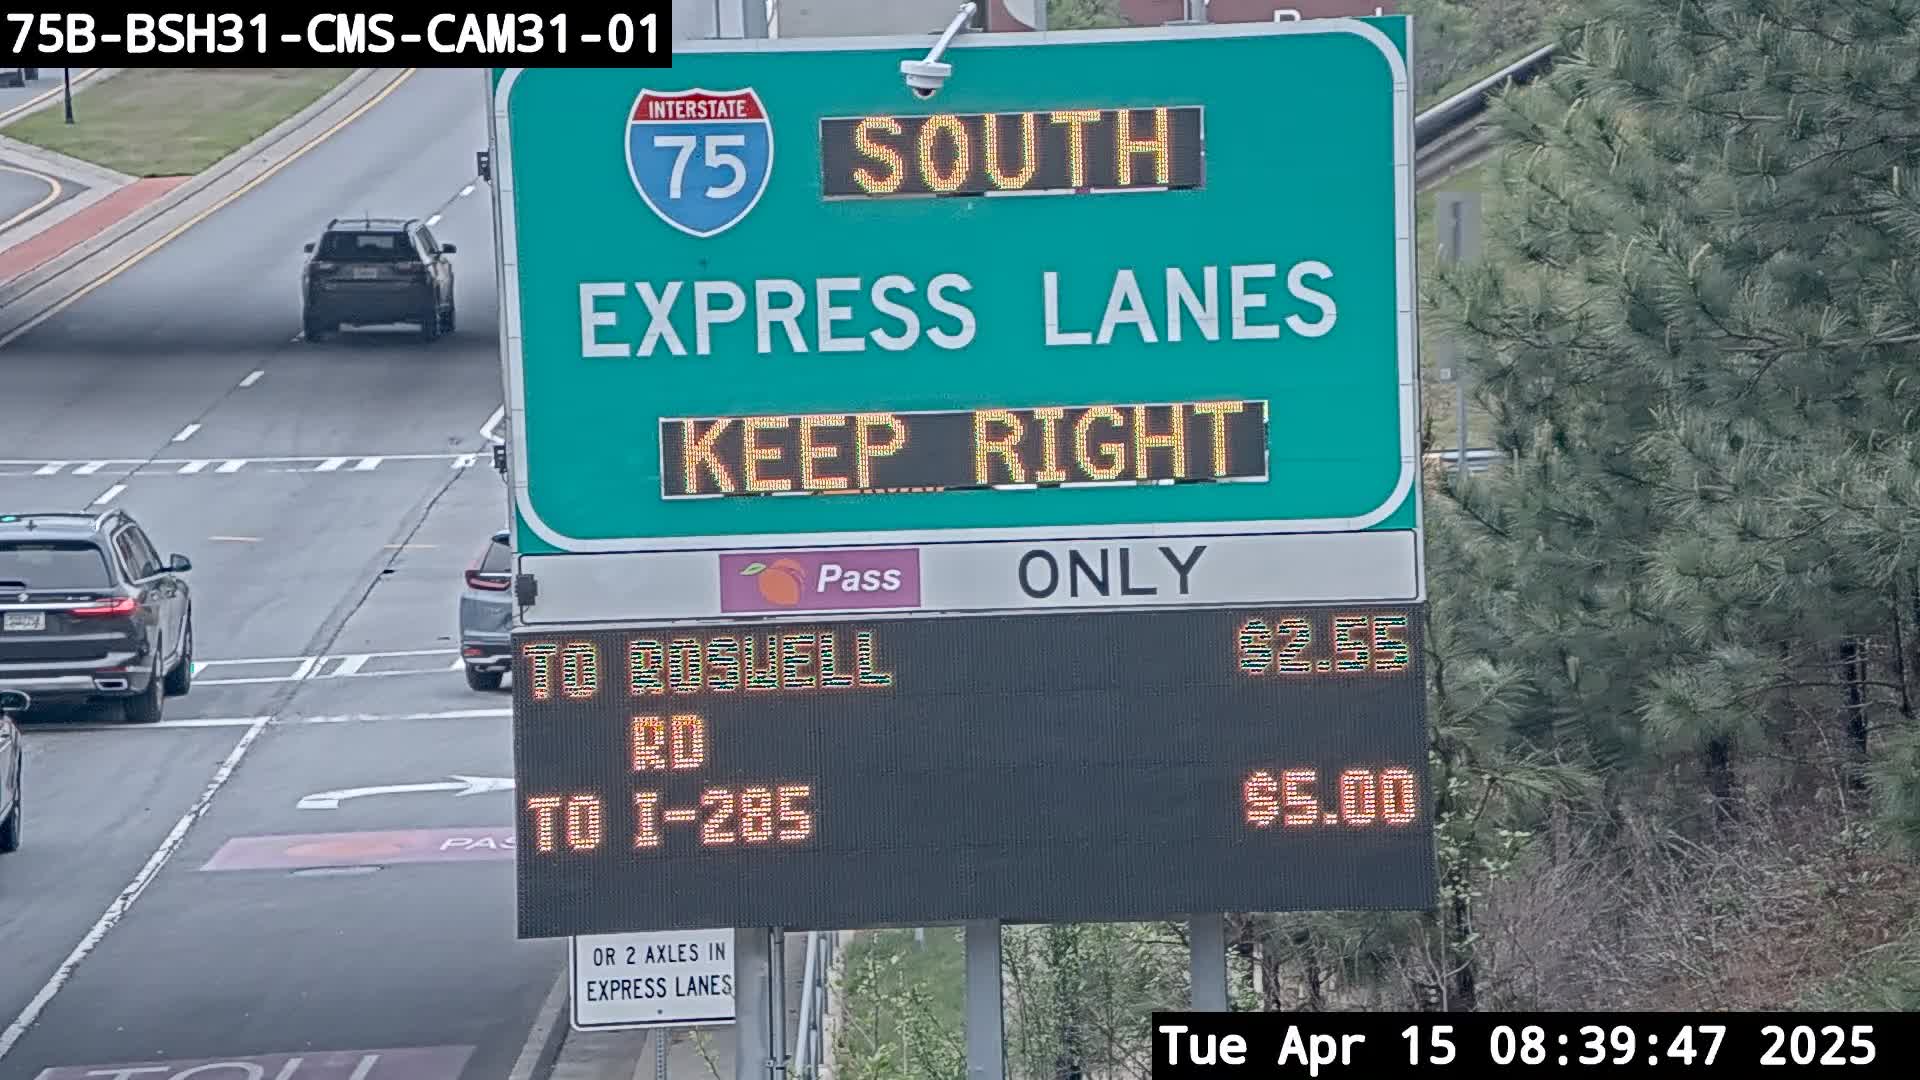 75B-BSH31-CMS-CAM31-01
INTERSTATE
75
SOUTH
EXPRESS LANES
KEEP RIGHT
Pass ONLY
TO ROSWELL $2.55
RD
TO I-285 $5.00
OR 2 AXLES IN
EXPRESS LANES
TOLL
Tue Apr 15 08:39:47 2025